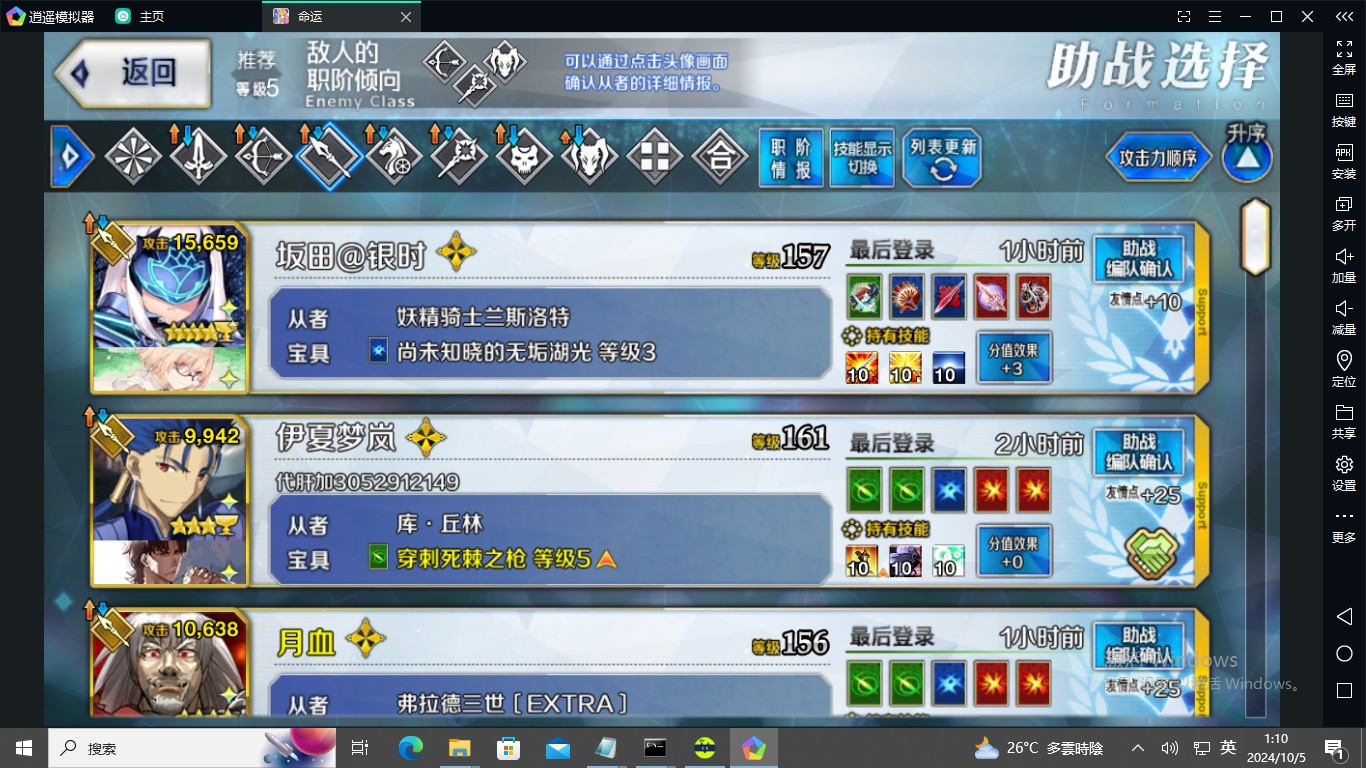 逍遥模拟器
主页
命运
返回
推荐
等级5
敌人的
职阶倾向
Enemy Class
可以通过点击头像画面
确认从者的详细情报。
助战选择
Formation
合
职阶
情报
技能显示
切换
列表更新
攻击力顺序
升序
攻击15,659
坂田@银时
等级157
从者 妖精骑士兰斯洛特
宝具 尚未知晓的无垢湖光 等级3
最后登录 1小时前
持有技能
10 10 10
分值效果
+3
助战
编队确认
友情点+10
Support
攻击9,942
伊夏梦岚
等级161
代肝加3052912149
从者 库·丘林
宝具 穿刺死棘之枪 等级5
最后登录 2小时前
持有技能
10 10 10
分值效果
+0
助战
编队确认
友情点+25
Support
攻击10,638
月血
等级156
从者 弗拉德三世［EXTRA］
最后登录 1小时前
助战
编队确认
友情点+25
Windows
Windows。
全屏
按键
APK
安装
多开
加量
减量
定位
共享
设置
更多
搜索
26°C 多雲時陰
英
1:10
2024/10/5
1